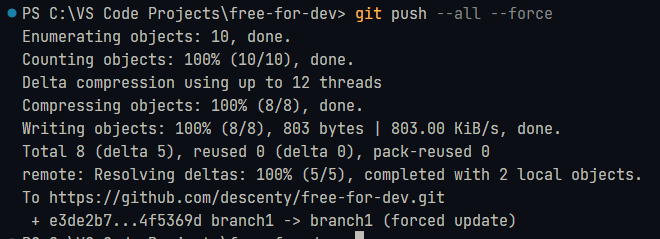 PS C:\VS Code Projects\free-for-dev> git push --all --force
Enumerating objects: 10, done.
Counting objects: 100% (10/10), done.
Delta compression using up to 12 threads
Compressing objects: 100% (8/8), done.
Writing objects: 100% (8/8), 803 bytes | 803.00 KiB/s, done.
Total 8 (delta 5), reused 0 (delta 0), pack-reused 0
remote: Resolving deltas: 100% (5/5), completed with 2 local objects.
To https://github.com/descenty/free-for-dev.git
 + e3de2b7...4f5369d branch1 -> branch1 (forced update)